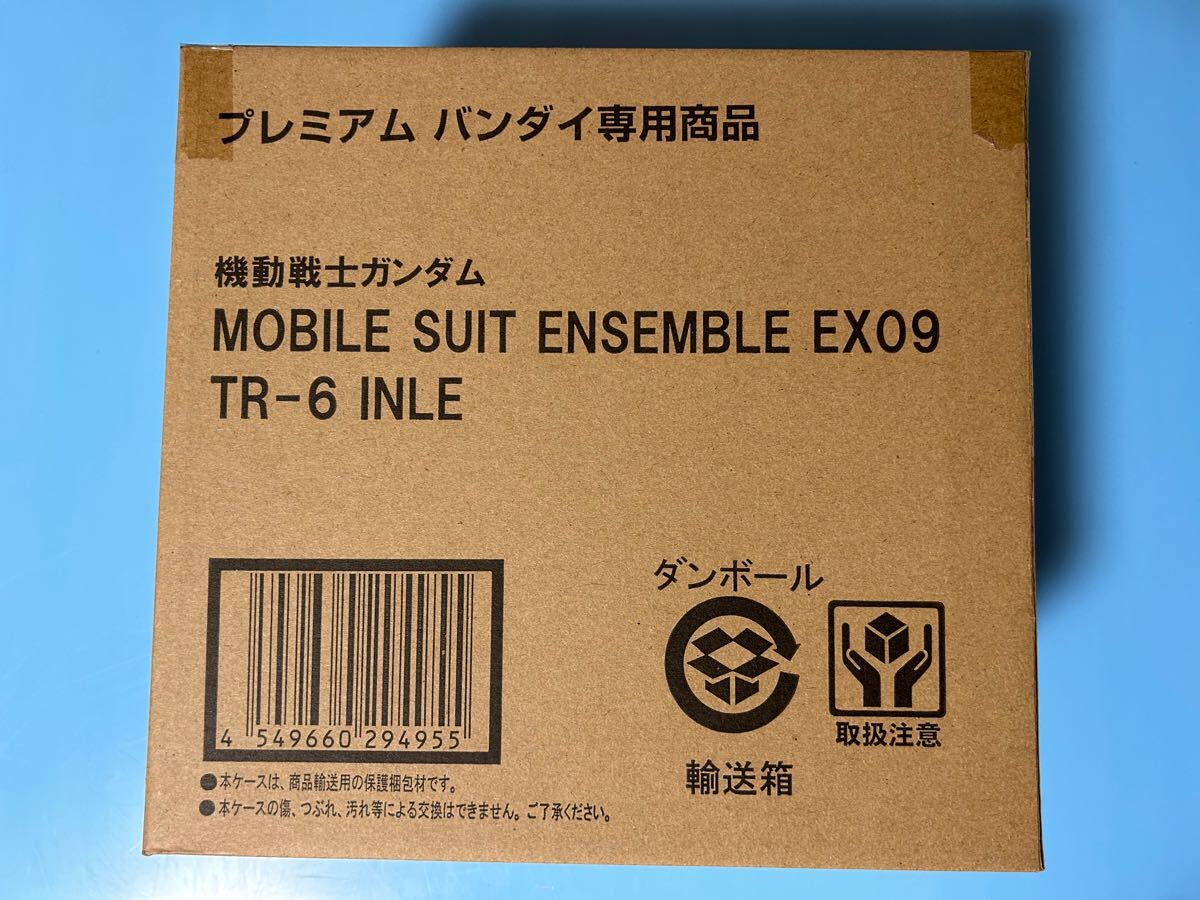 プレミアム バンダイ専用商品
機動戦士ガンダム
MOBILE SUIT ENSEMBLE EX09
TR-6 INLE
ダンボール
4 549660 294955
取扱注意
輸送箱
●本ケースは、商品輸送用の保護梱包材です。
●本ケースの傷、つぶれ、汚れ等による交換はできません。ご了承ください。